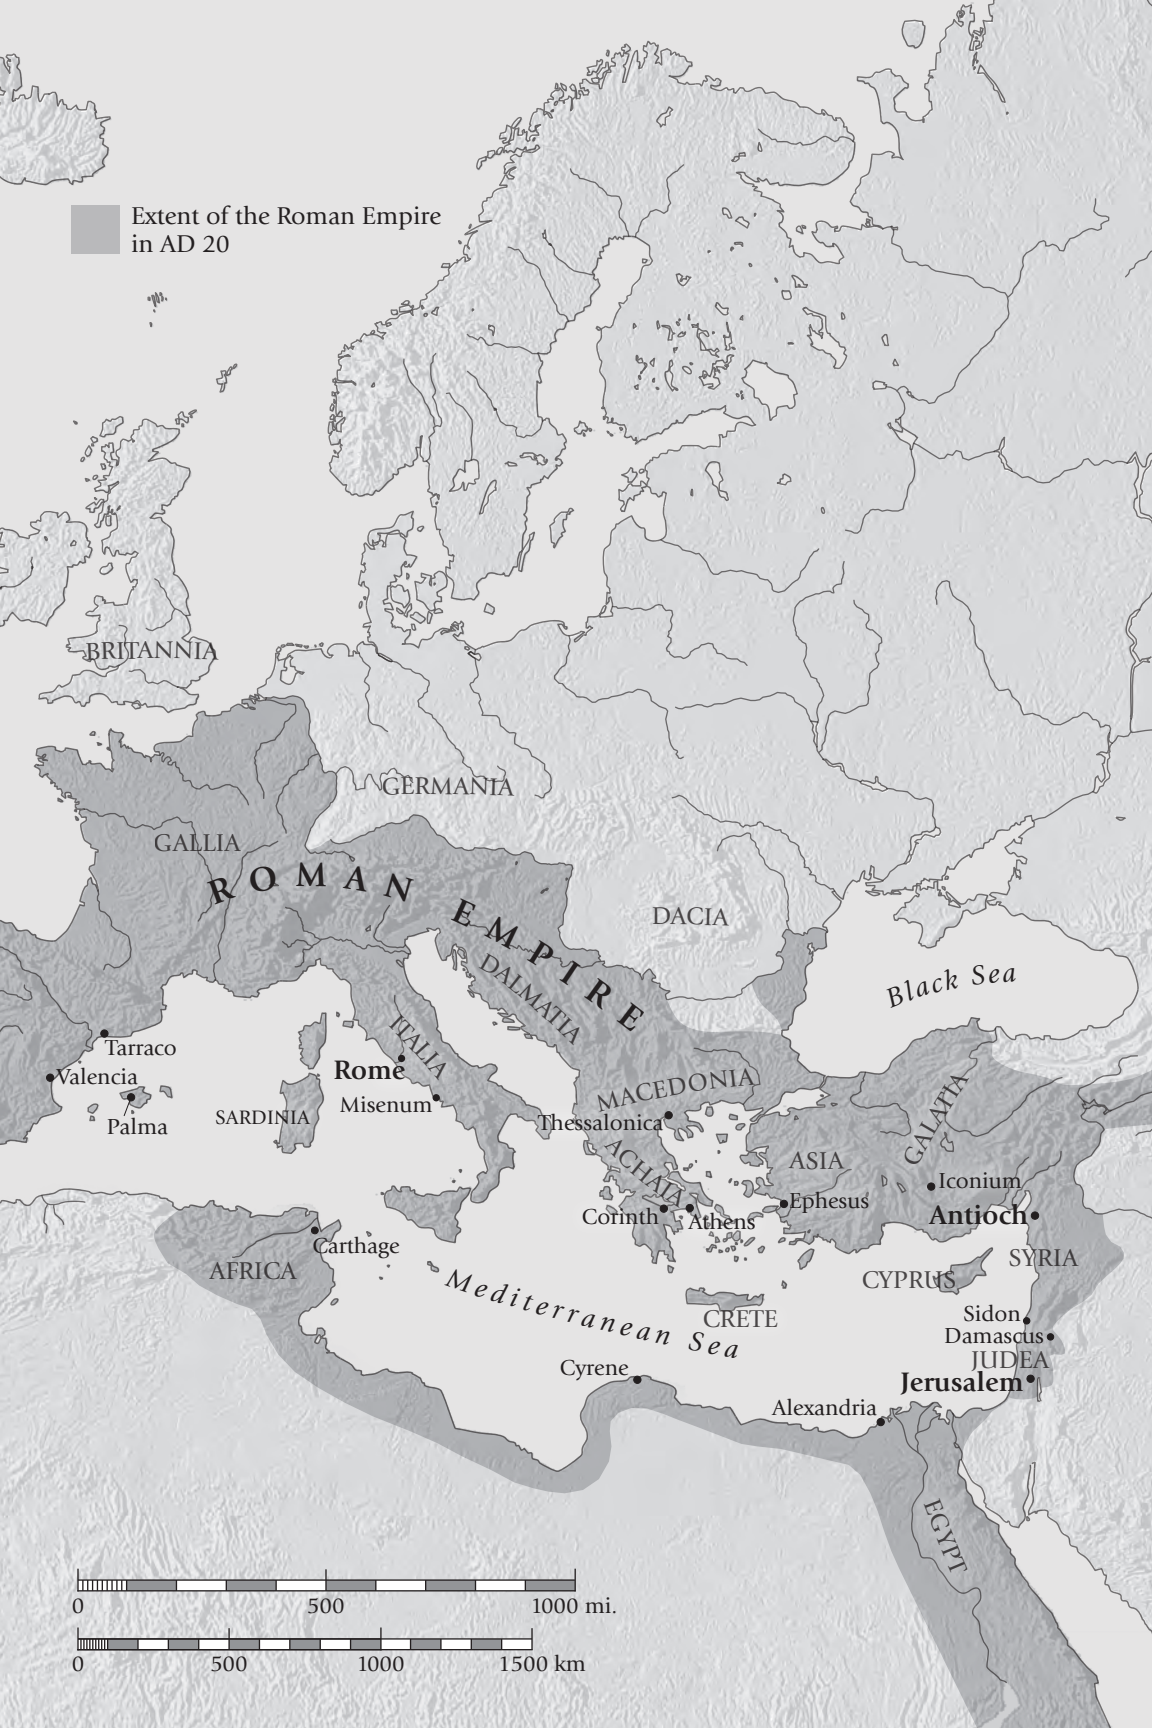 Extent of the Roman Empire
in AD 20
BRITANNIA
GERMANIA
GALLIA
ROMAN EMPIRE
DACIA
DALMATIA
Black Sea
ITALIA
Tarraco
Rome
Valencia
MACEDONIA
GALATIA
Misenum
SARDINIA
Palma
Thessalonica
ACHAIA
ASIA
Iconium
Ephesus
Corinth
Athens
Antioch
Carthage
SYRIA
AFRICA
CYPRUS
Mediterranean Sea
CRETE
Sidon
Damascus
JUDEA
Cyrene
Jerusalem
Alexandria
EGYPT
0 500 1000 mi.
0 500 1000 1500 km